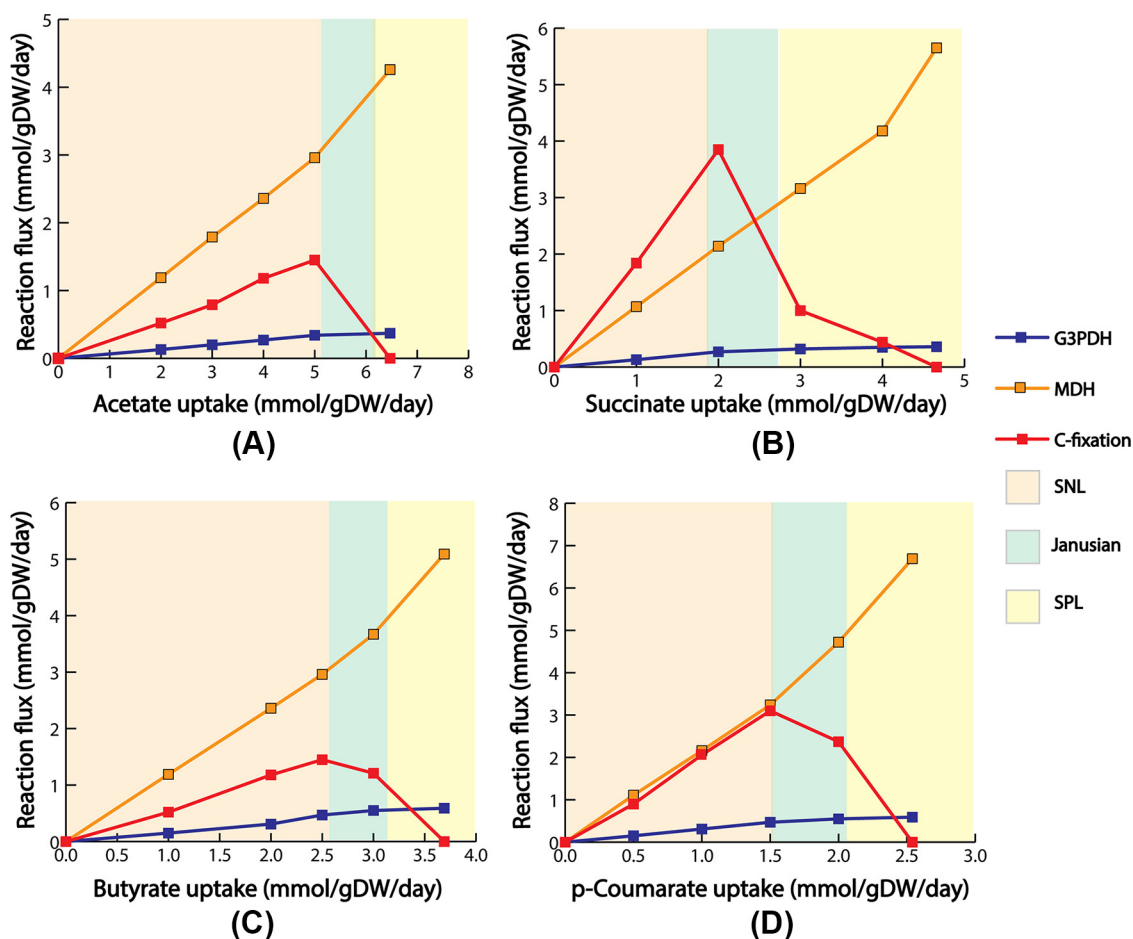 Reaction flux (mmol/gDW/day)
5
4
3
2
1
0
0 1 2 3 4 5 6 7 8
Acetate uptake (mmol/gDW/day)
(A)
Reaction flux (mmol/gDW/day)
6
5
4
3
2
1
0
0 1 2 3 4 5
Succinate uptake (mmol/gDW/day)
(B)
G3PDH
MDH
C-fixation
SNL
Janusian
SPL
Reaction flux (mmol/gDW/day)
6
5
4
3
2
1
0
0.0 0.5 1.0 1.5 2.0 2.5 3.0 3.5 4.0
Butyrate uptake (mmol/gDW/day)
(C)
Reaction flux (mmol/gDW/day)
8
7
6
5
4
3
2
1
0
0.0 0.5 1.0 1.5 2.0 2.5 3.0
p-Coumarate uptake (mmol/gDW/day)
(D)